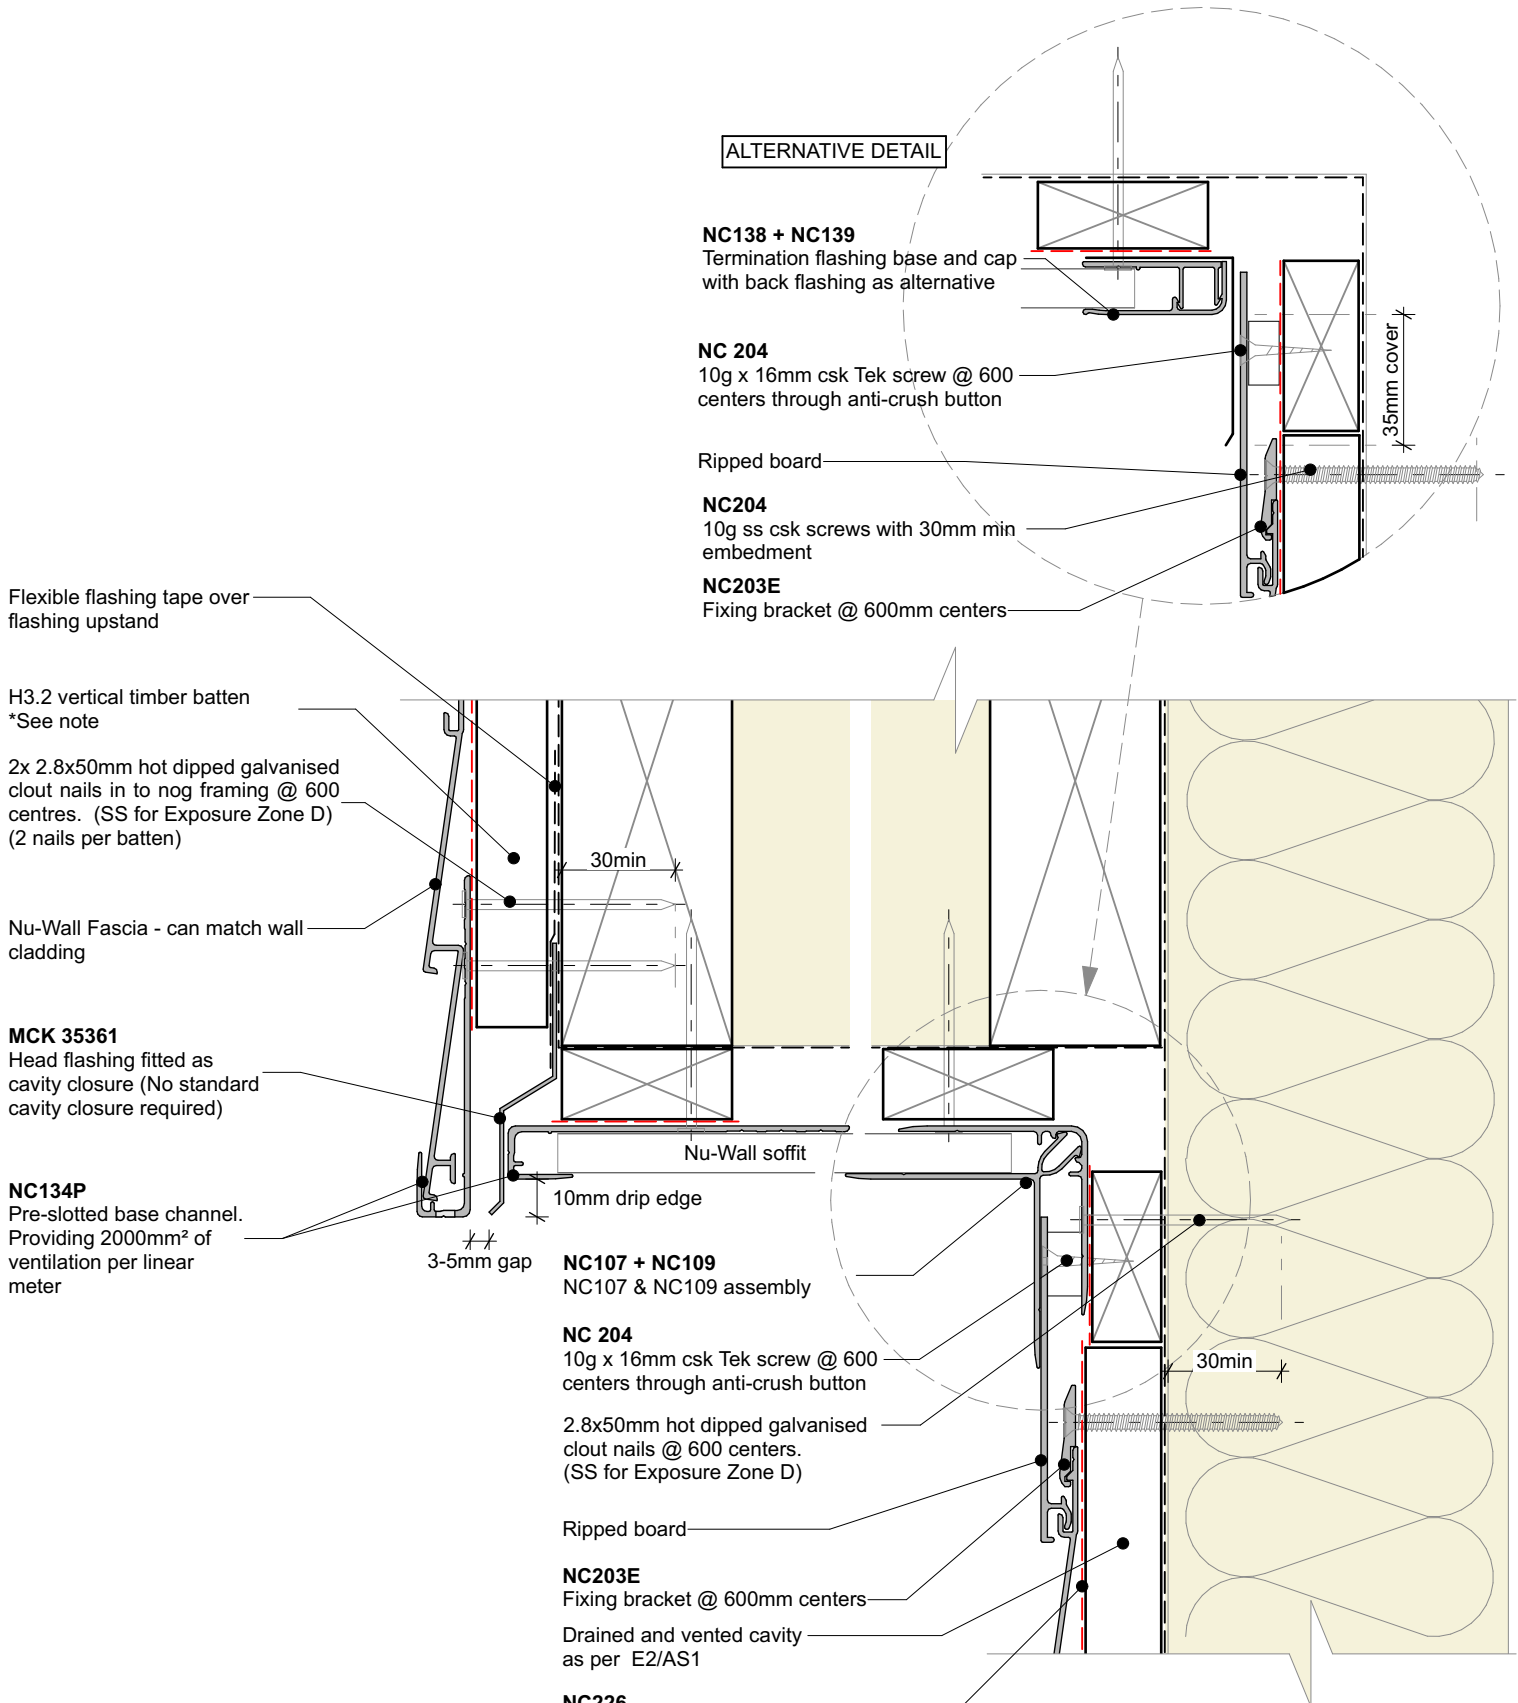 ALTERNATIVE DETAIL
NC138 + NC139
Termination flashing base and cap
with back flashing as alternative
NC 204
10g x 16mm csk Tek screw @ 600
centers through anti-crush button
35mm cover
Ripped board
NC204
10g ss csk screws with 30mm min
embedment
NC203E
Fixing bracket @ 600mm centers
Flexible flashing tape over
flashing upstand
H3.2 vertical timber batten
*See note
2x 2.8x50mm hot dipped galvanised
clout nails in to nog framing @ 600
centres. (SS for Exposure Zone D)
(2 nails per batten)
30min
Nu-Wall Fascia - can match wall
cladding
MCK 35361
Head flashing fitted as
cavity closure (No standard
cavity closure required)
Nu-Wall soffit
NC134P
Pre-slotted base channel.
Providing 2000mm² of
ventilation per linear
meter
10mm drip edge
3-5mm gap
NC107 + NC109
NC107 & NC109 assembly
NC 204
10g x 16mm csk Tek screw @ 600
centers through anti-crush button
30min
2.8x50mm hot dipped galvanised
clout nails @ 600 centers.
(SS for Exposure Zone D)
Ripped board
NC203E
Fixing bracket @ 600mm centers
Drained and vented cavity
as per E2/AS1
NC226